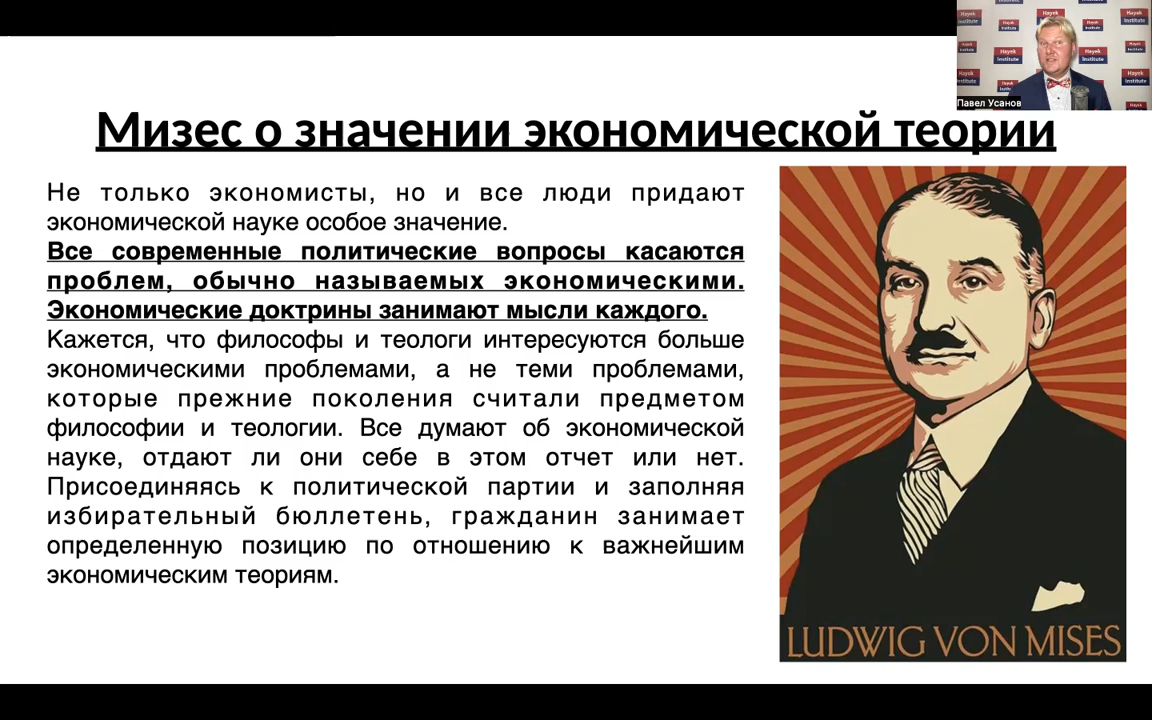 Hayek
Institute
Павел Усанов
Мизес о значении экономической теории
Не только экономисты, но и все люди придают
экономической науке особое значение.
Все современные политические вопросы касаются
проблем, обычно называемых экономическими.
Экономические доктрины занимают мысли каждого.
Кажется, что философы и теологи интересуются больше
экономическими проблемами, а не теми проблемами,
которые прежние поколения считали предметом
философии и теологии. Все думают об экономической
науке, отдают ли они себе в этом отчет или нет.
Присоединяясь к политической партии и заполняя
избирательный бюллетень, гражданин занимает
определенную позицию по отношению к важнейшим
экономическим теориям.
LUDWIG VON MISES